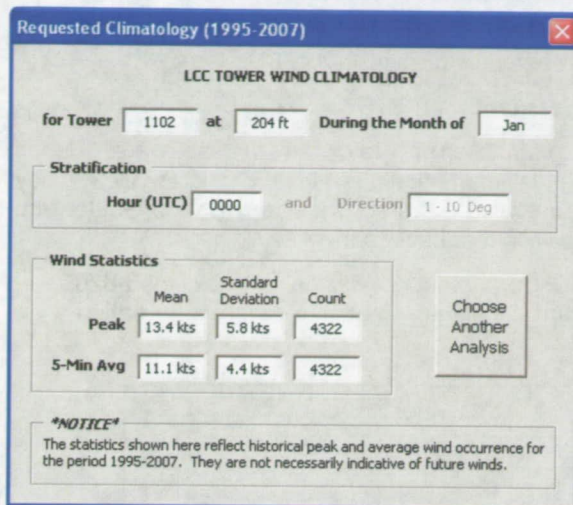 Requested Climatology (1995-2007)
LCC TOWER WIND CLIMATOLOGY
for Tower 1102 at 204 ft During the Month of Jan
Stratification
Hour (UTC) 0000 and Direction 1 - 10 Deg
Wind Statistics
Mean Standard Deviation Count
Peak 13.4 kts 5.8 kts 4322
5-Min Avg 11.1 kts 4.4 kts 4322
Choose
Another
Analysis
*NOTICE*
The statistics shown here reflect historical peak and average wind occurrence for
the period 1995-2007. They are not necessarily indicative of future winds.